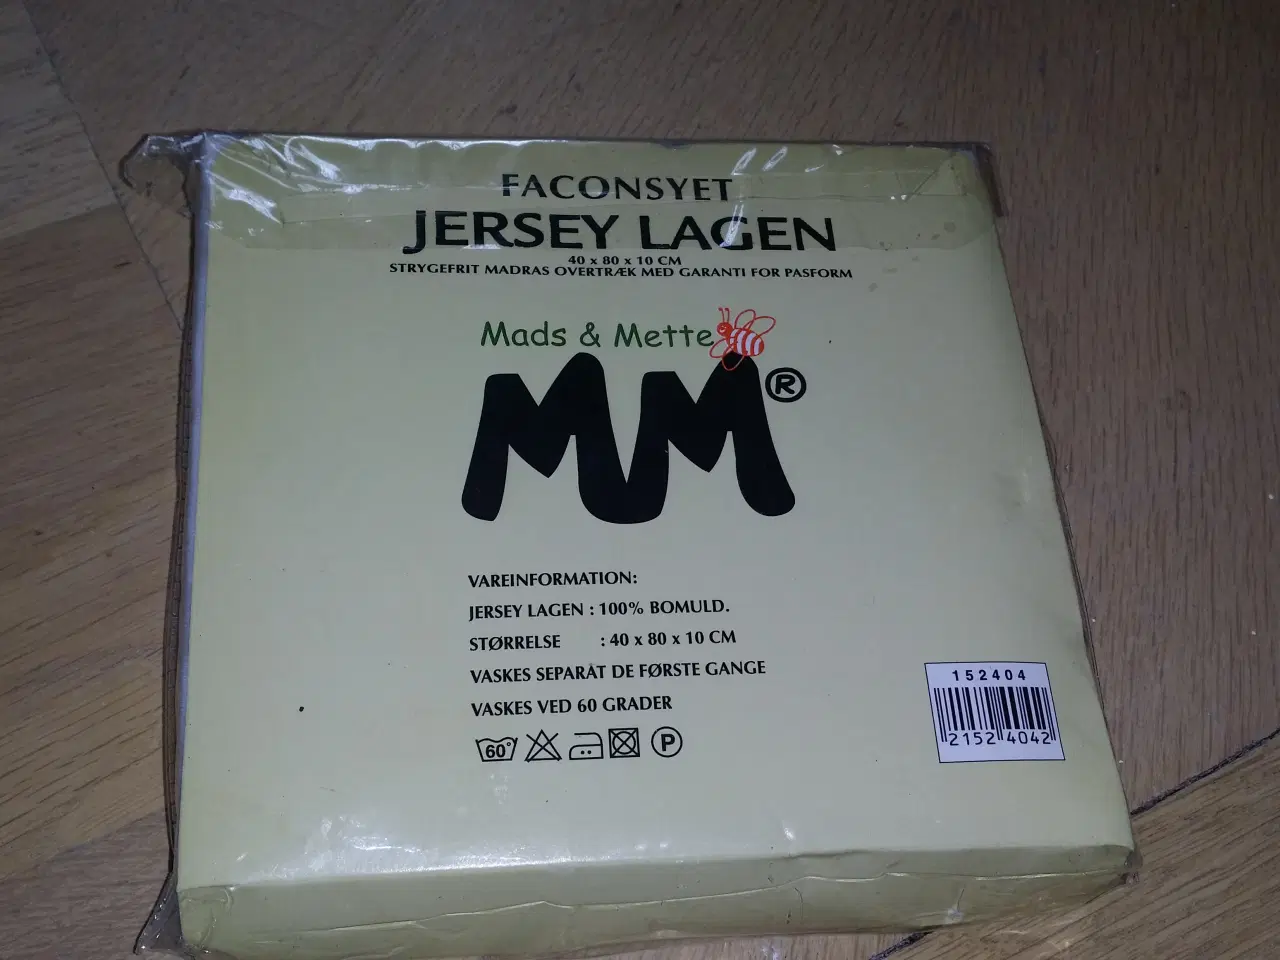 FACONSYET
JERSEY LAGEN
40 x 80 x 10 CM
STRYGEFRIT MADRAS OVERTRÆK MED GARANTI FOR PASFORM
Mads & Mette
MM®
VAREINFORMATION:
JERSEY LAGEN : 100% BOMULD.
STØRRELSE : 40 x 80 x 10 CM
VASKES SEPARAT DE FØRSTE GANGE
VASKES VED 60 GRADER
60° P
152404
21524042